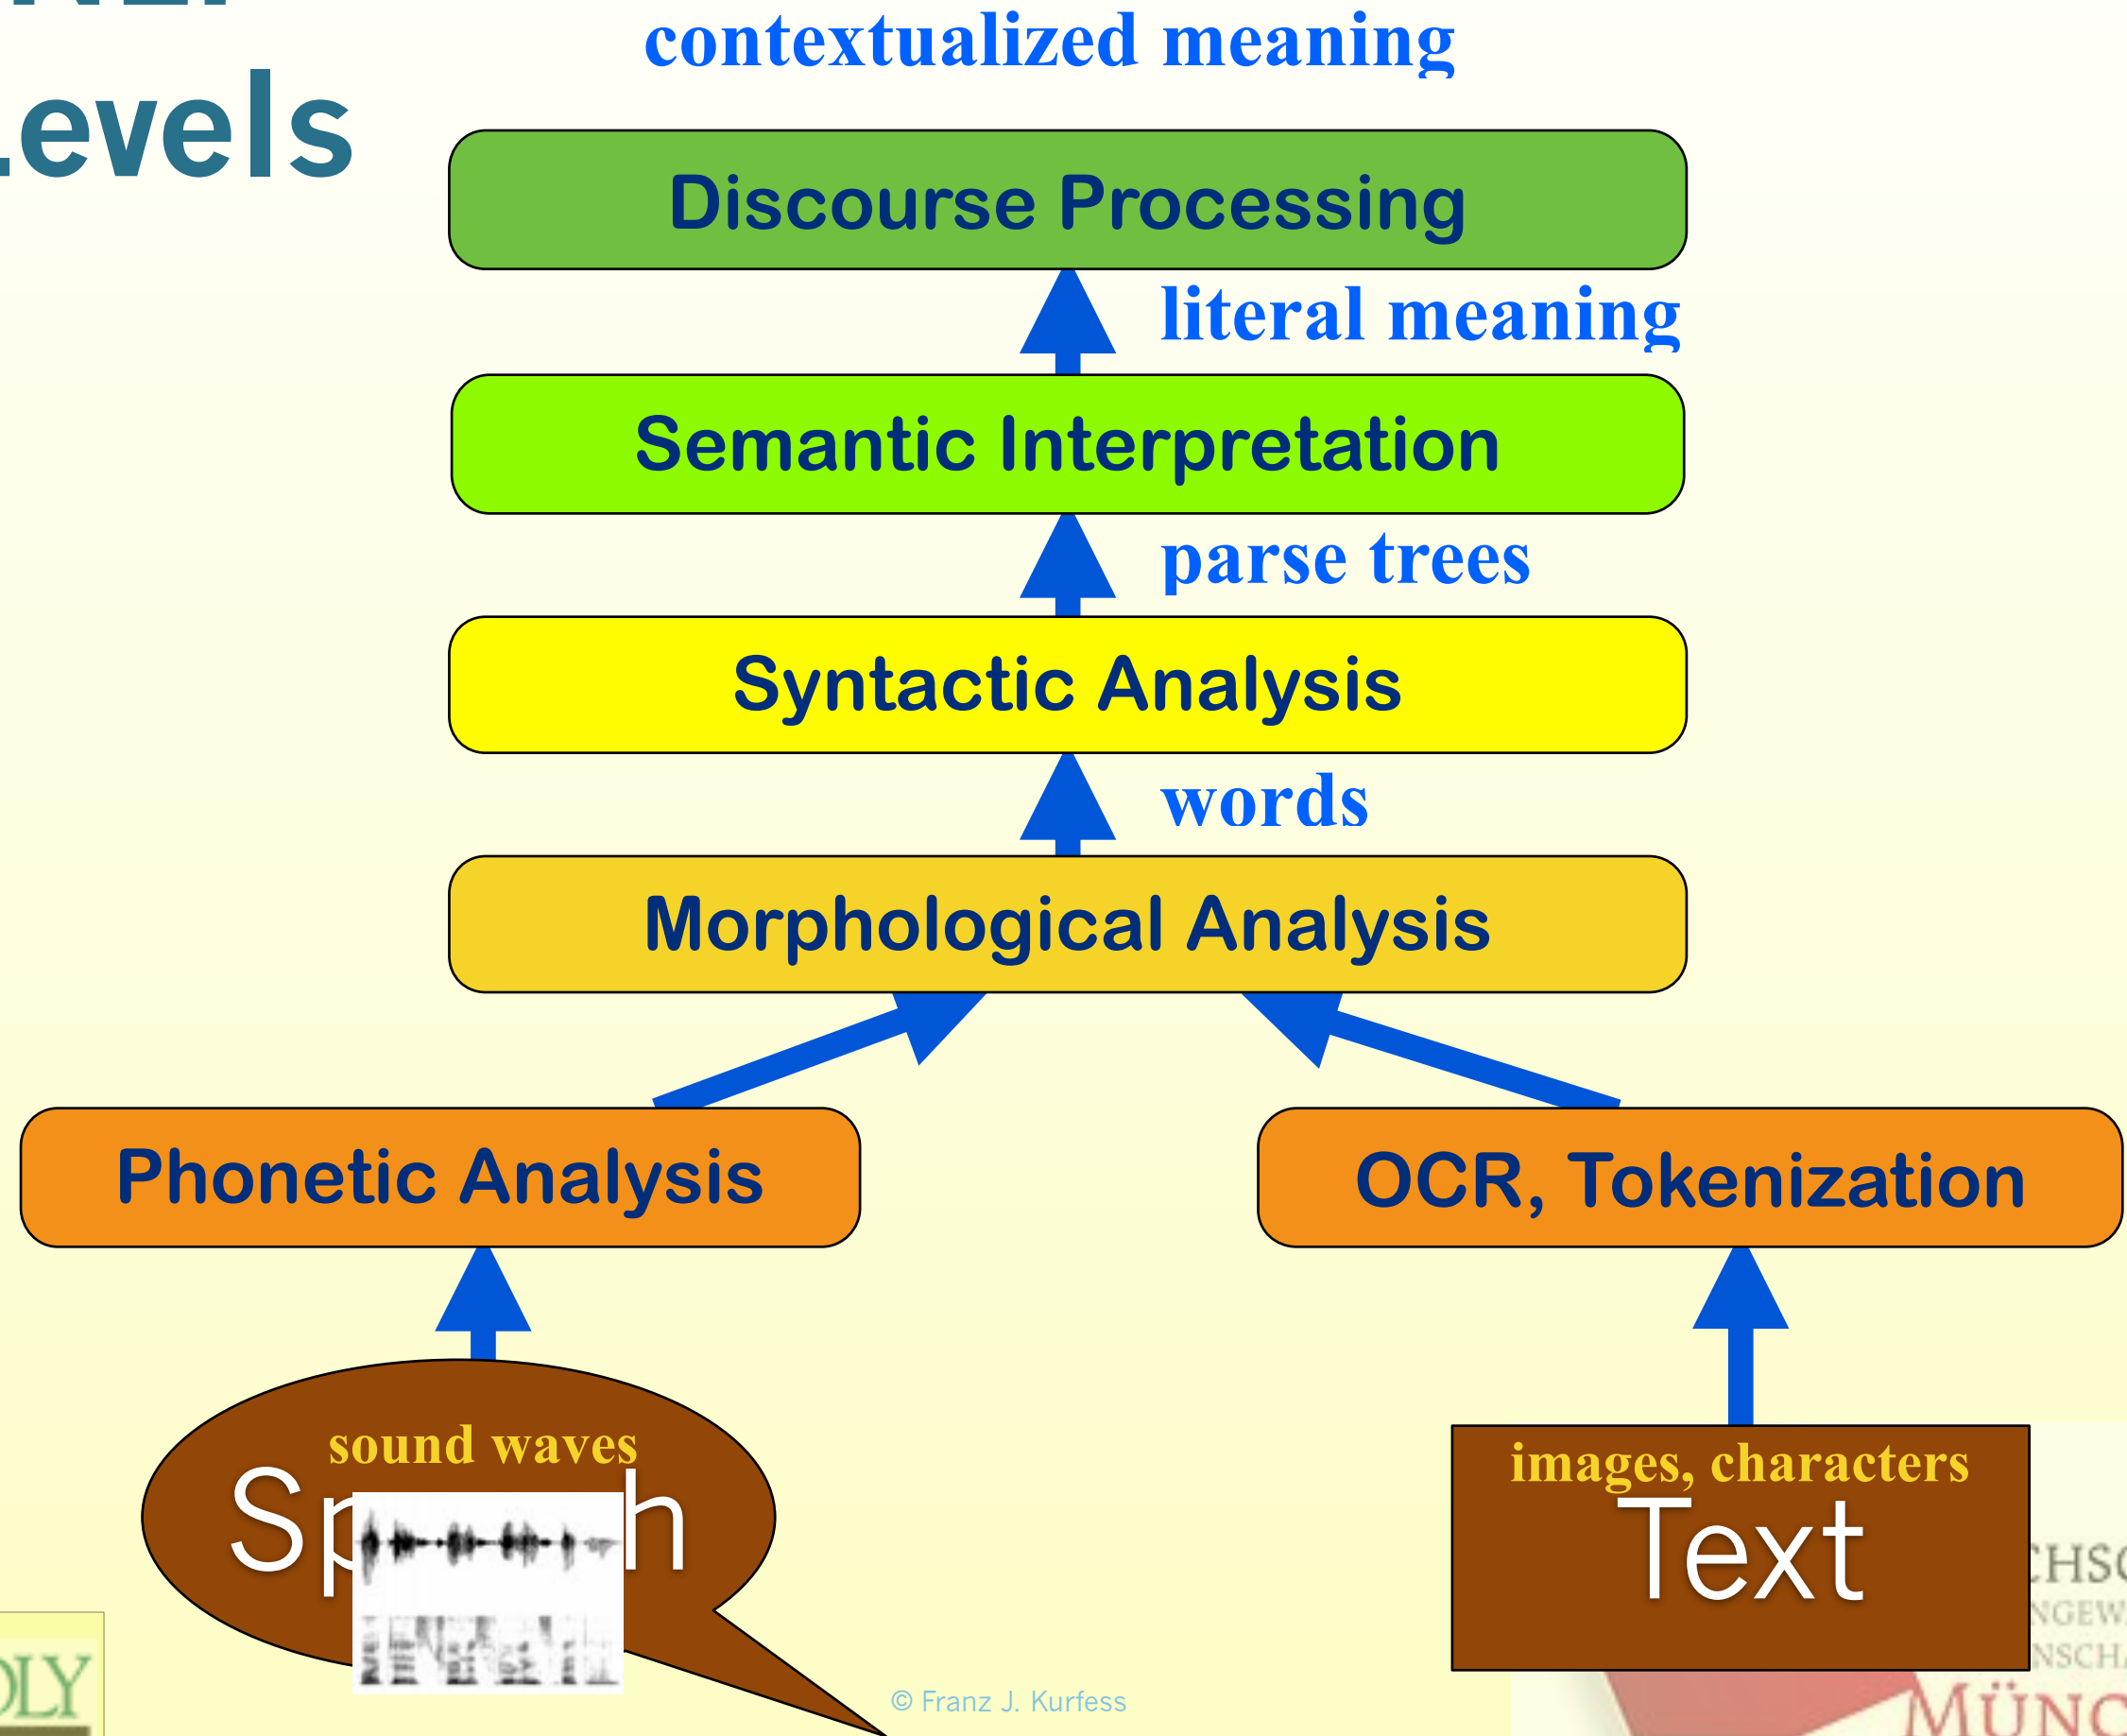 contextualized meaning
Levels
Discourse Processing
literal meaning
Semantic Interpretation
parse trees
Syntactic Analysis
words
Morphological Analysis
Phonetic Analysis
OCR, Tokenization
sound waves
images, characters
Text
© Franz J. Kurfess